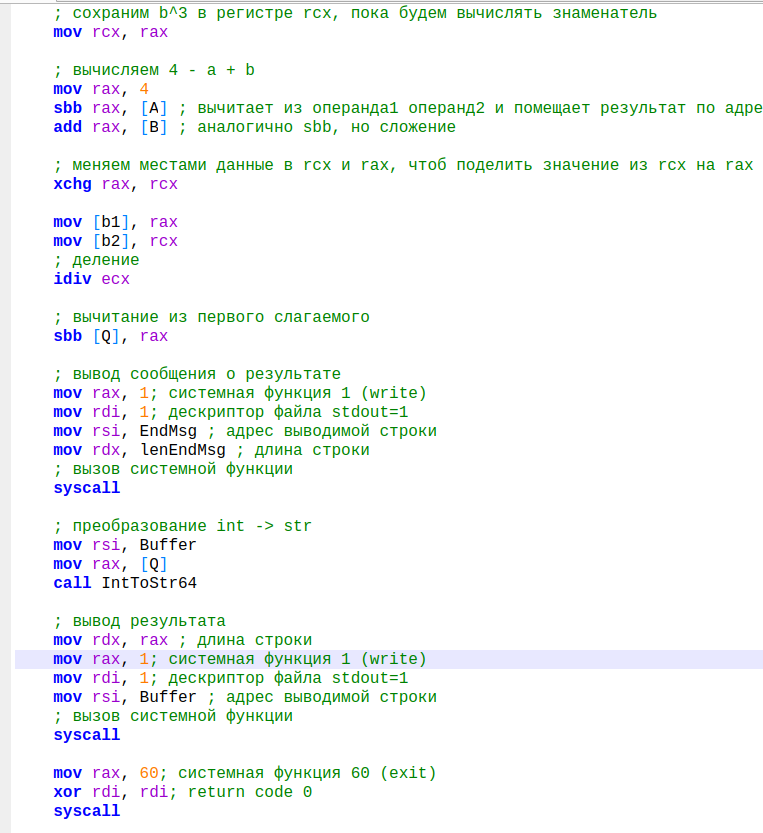 ; сохраним b^3 в регистре rcx, пока будем вычислять знаменатель
mov rcx, rax
; вычисляем 4 - a + b
mov rax, 4
sbb rax, [A] ; вычитает из операнда1 операнд2 и помещает результат по адре
add rax, [B] ; аналогично sbb, но сложение
; меняем местами данные в rcx и rax, чтоб поделить значение из rcx на rax
xchg rax, rcx
mov [b1], rax
mov [b2], rcx
; деление
idiv ecx
; вычитание из первого слагаемого
sbb [Q], rax
; вывод сообщения о результате
mov rax, 1; системная функция 1 (write)
mov rdi, 1; дескриптор файла stdout=1
mov rsi, EndMsg ; адрес выводимой строки
mov rdx, lenEndMsg ; длина строки
; вызов системной функции
syscall
; преобразование int -> str
mov rsi, Buffer
mov rax, [Q]
call IntToStr64
; вывод результата
mov rdx, rax ; длина строки
mov rax, 1; системная функция 1 (write)
mov rdi, 1; дескриптор файла stdout=1
mov rsi, Buffer ; адрес выводимой строки
; вызов системной функции
syscall
mov rax, 60; системная функция 60 (exit)
xor rdi, rdi; return code 0
syscall